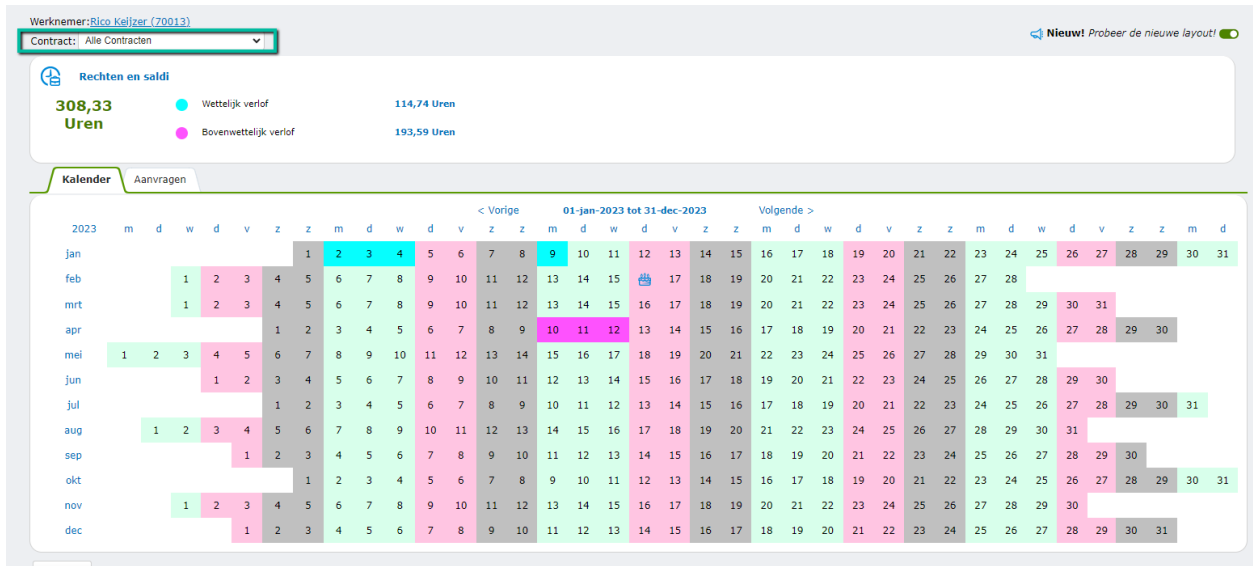 Werknemer:Rico Keijzer (70013)
Contract: Alle Contracten
Nieuw! Probeer de nieuwe layout!
Rechten en saldi
308,33
Uren
Wettelijk verlof 114,74 Uren
Bovenwettelijk verlof 193,59 Uren
Kalender Aanvragen
< Vorige 01-jan-2023 tot 31-dec-2023 Volgende >
2023 m d w d v z z m d w d v z z m d w d v z z m d w d v z z m d w d v z z m d
jan 1 2 3 4 5 6 7 8 9 10 11 12 13 14 15 16 17 18 19 20 21 22 23 24 25 26 27 28 29 30 31
feb 1 2 3 4 5 6 7 8 9 10 11 12 13 14 15 17 18 19 20 21 22 23 24 25 26 27 28
mrt 1 2 3 4 5 6 7 8 9 10 11 12 13 14 15 16 17 18 19 20 21 22 23 24 25 26 27 28 29 30 31
apr 1 2 3 4 5 6 7 8 9 10 11 12 13 14 15 16 17 18 19 20 21 22 23 24 25 26 27 28 29 30
mei 1 2 3 4 5 6 7 8 9 10 11 12 13 14 15 16 17 18 19 20 21 22 23 24 25 26 27 28 29 30 31
jun 1 2 3 4 5 6 7 8 9 10 11 12 13 14 15 16 17 18 19 20 21 22 23 24 25 26 27 28 29 30
jul 1 2 3 4 5 6 7 8 9 10 11 12 13 14 15 16 17 18 19 20 21 22 23 24 25 26 27 28 29 30 31
aug 1 2 3 4 5 6 7 8 9 10 11 12 13 14 15 16 17 18 19 20 21 22 23 24 25 26 27 28 29 30 31
sep 1 2 3 4 5 6 7 8 9 10 11 12 13 14 15 16 17 18 19 20 21 22 23 24 25 26 27 28 29 30
okt 1 2 3 4 5 6 7 8 9 10 11 12 13 14 15 16 17 18 19 20 21 22 23 24 25 26 27 28 29 30 31
nov 1 2 3 4 5 6 7 8 9 10 11 12 13 14 15 16 17 18 19 20 21 22 23 24 25 26 27 28 29 30
dec 1 2 3 4 5 6 7 8 9 10 11 12 13 14 15 16 17 18 19 20 21 22 23 24 25 26 27 28 29 30 31